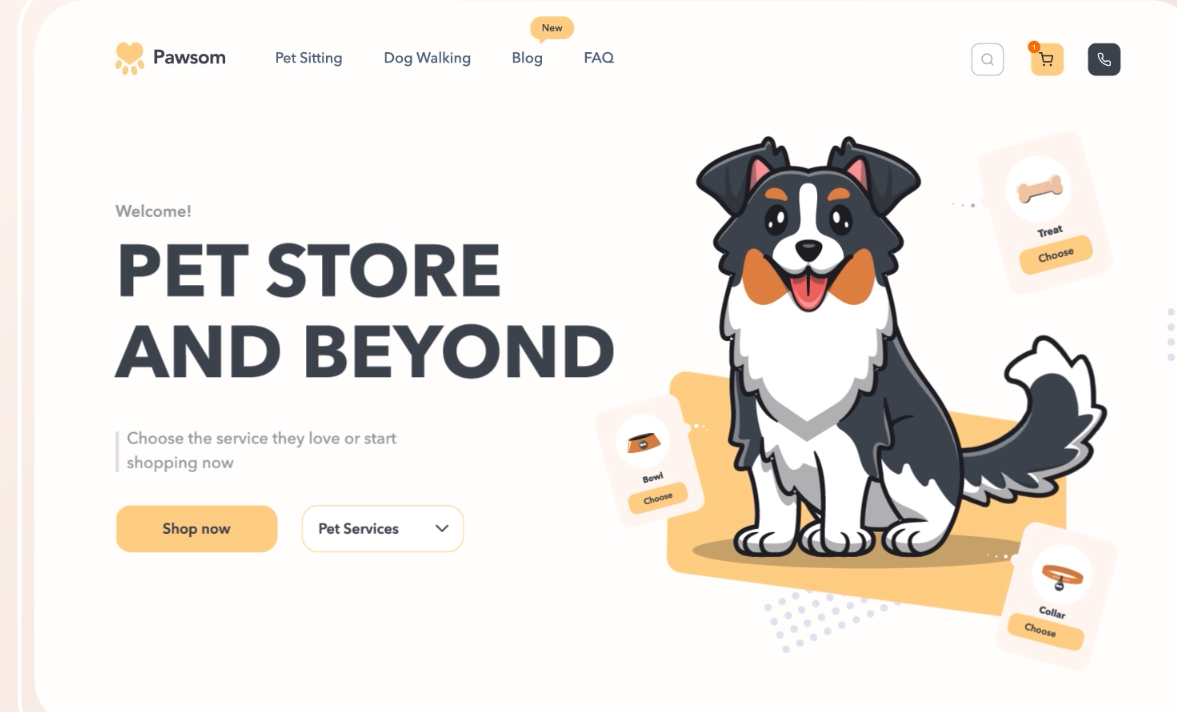 New
Pawsom
Pet Sitting
Dog Walking
Blog
FAQ
1
Welcome!
PET STORE
AND BEYOND
Choose the service they love or start
shopping now
Shop now
Pet Services
Treat
Choose
Bowl
Choose
Collar
Choose